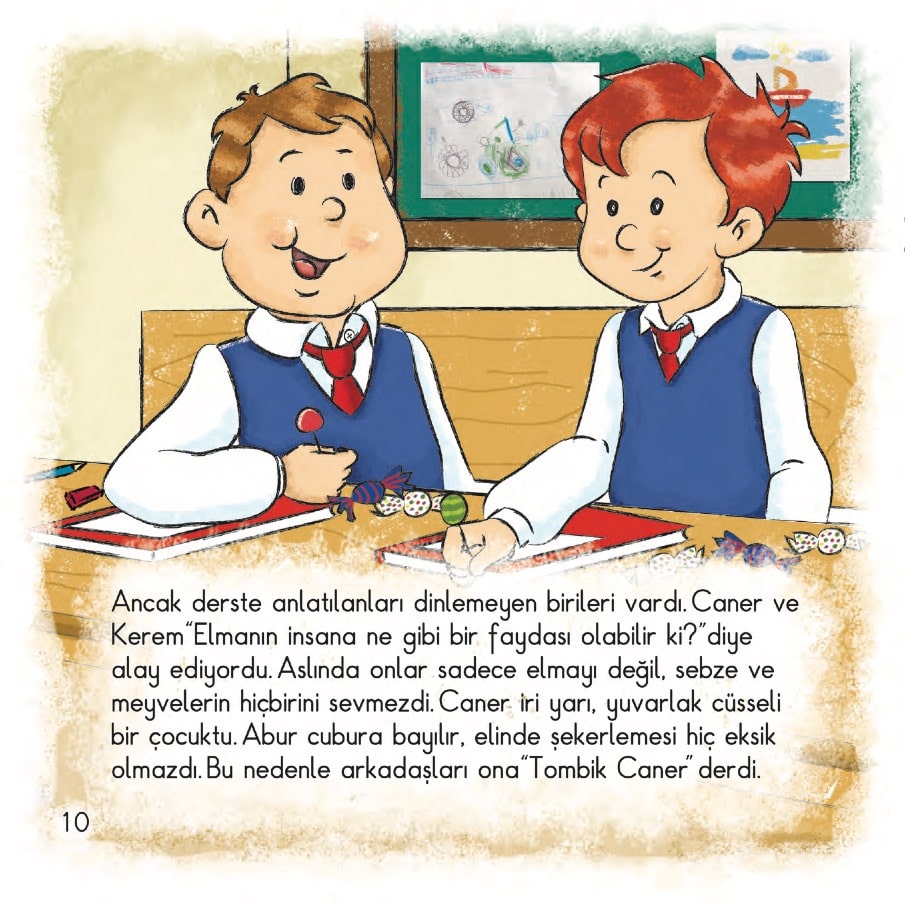 Ancak derste anlatılanları dinlemeyen birileri vardı. Caner ve
Kerem “Elmanın insana ne gibi bir faydası olabilir ki?” diye
alay ediyordu. Aslında onlar sadece elmayı değil, sebze ve
meyvelerin hiçbirini sevmezdi. Caner iri yarı, yuvarlak cüsseli
bir çocuktu. Abur cubura bayılır, elinde şekerlemesi hiç eksik
olmazdı. Bu nedenle arkadaşları ona “Tombik Caner” derdi.
10